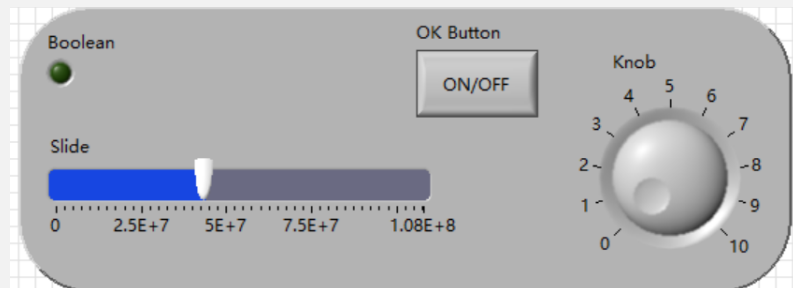 Boolean
OK Button
ON/OFF
Knob
0 1 2 3 4 5 6 7 8 9 10
Slide
0 2.5E+7 5E+7 7.5E+7 1.08E+8